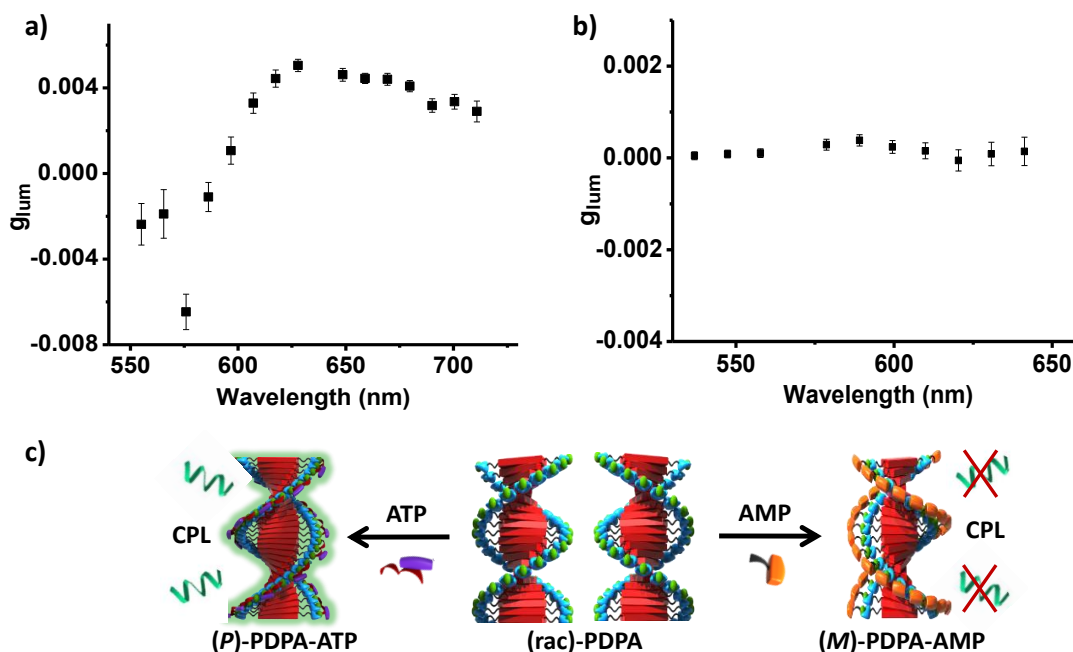 a)
0.004
0.000
-0.004
-0.008
g_lum
550 600 650 700
Wavelength (nm)
b)
0.002
0.000
-0.002
-0.004
g_lum
550 600 650
Wavelength (nm)
c)
CPL
ATP
AMP
CPL
(P)-PDPA-ATP
(rac)-PDPA
(M)-PDPA-AMP